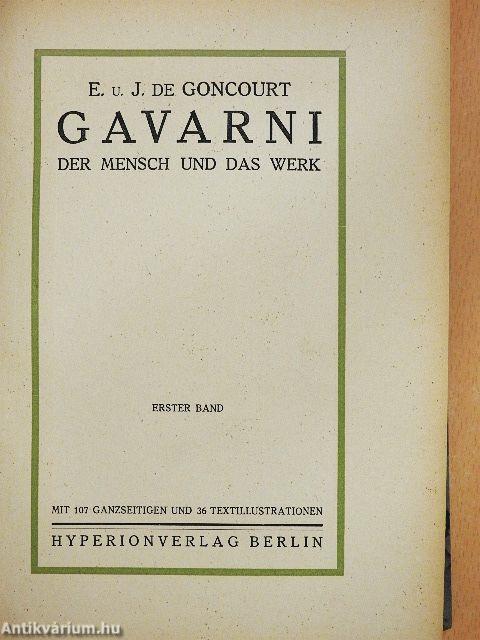 E. U. J. DE GONCOURT
GAVARNI
DER MENSCH UND DAS WERK
ERSTER BAND
MIT 107 GANZSEITIGEN UND 36 TEXTILLUSTRATIONEN
HYPERIONVERLAG BERLIN
Antikvárium.hu